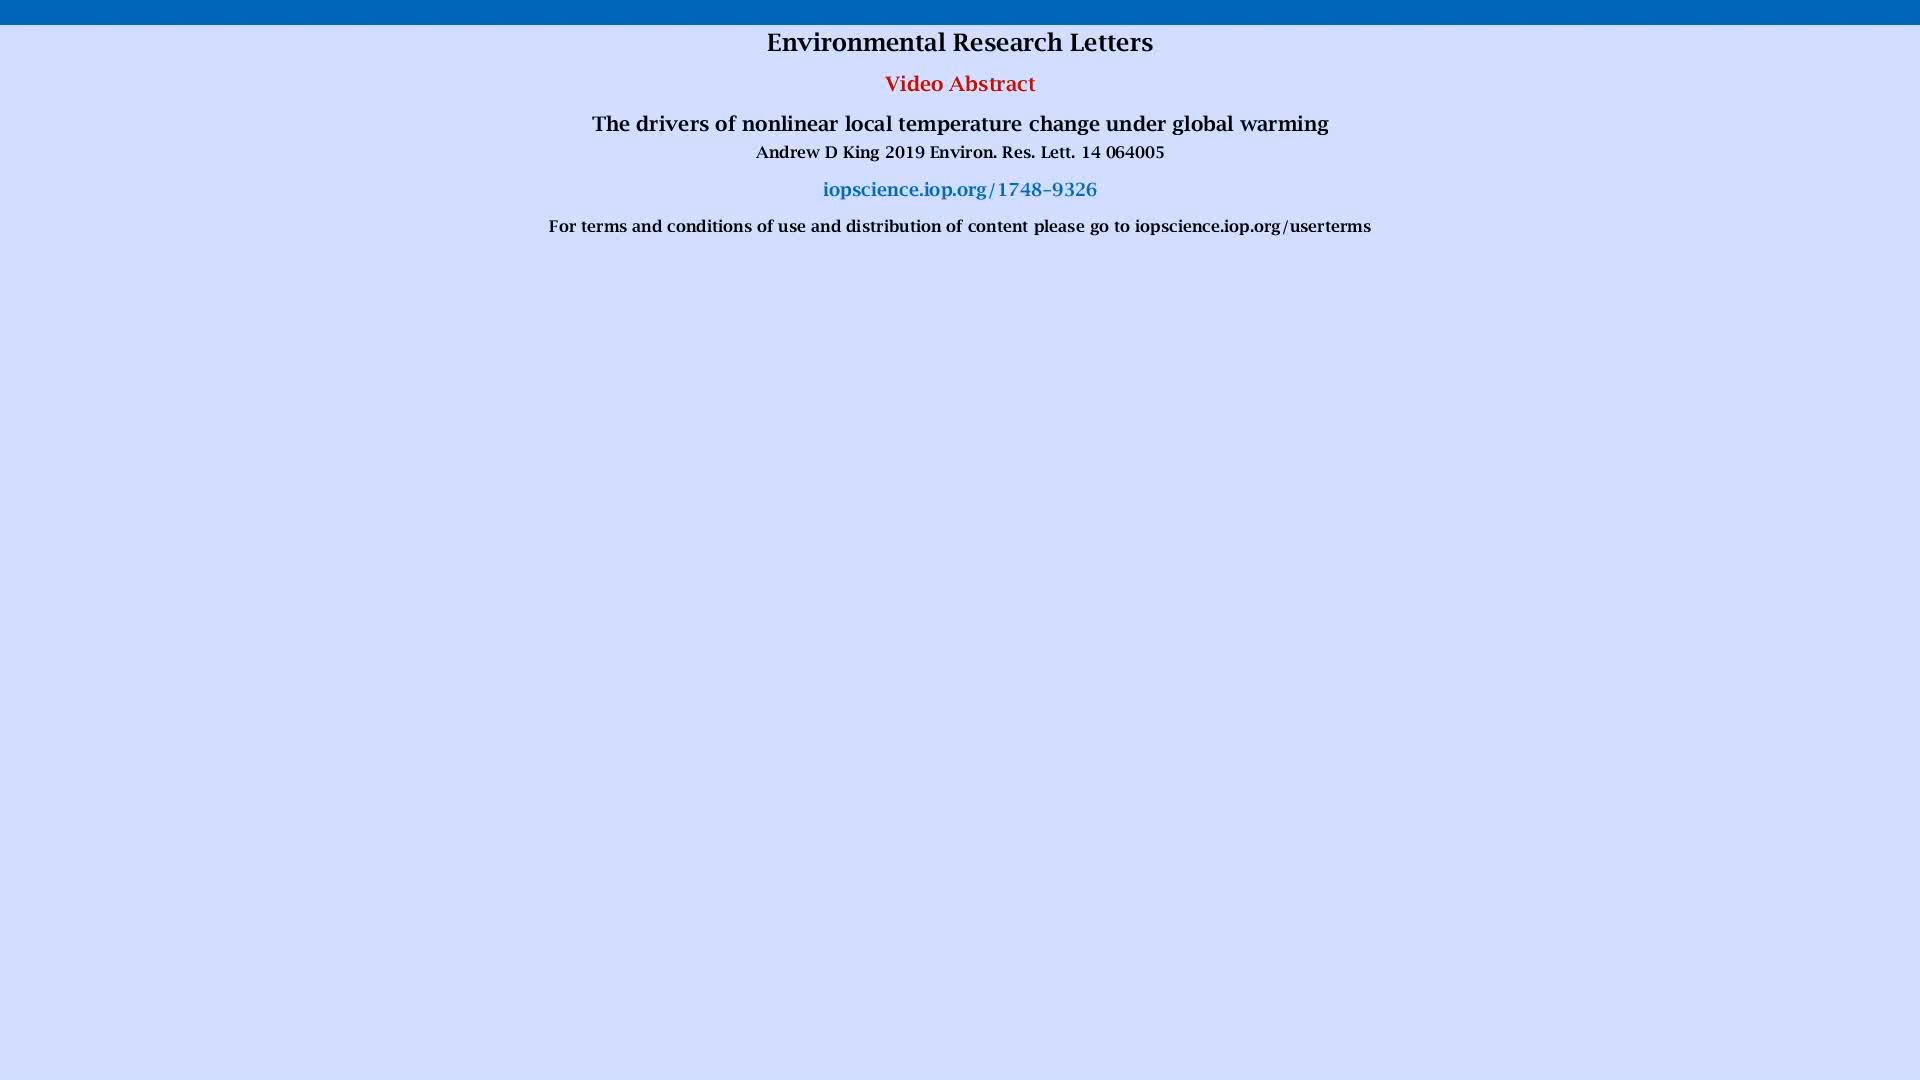 Environmental Research Letters
Video Abstract
The drivers of nonlinear local temperature change under global warming
Andrew D King 2019 Environ. Res. Lett. 14 064005
iopscience.iop.org/1748-9326
For terms and conditions of use and distribution of content please go to iopscience.iop.org/userterms